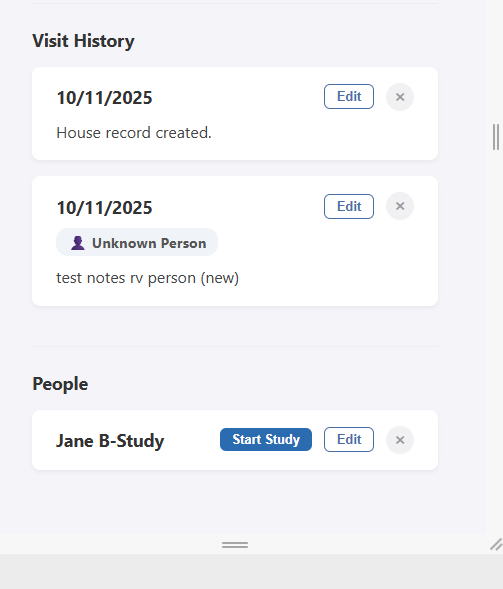 Visit History
10/11/2025 Edit ×
House record created.
10/11/2025 Edit ×
Unknown Person
test notes rv person (new)
People
Jane B-Study Start Study Edit ×